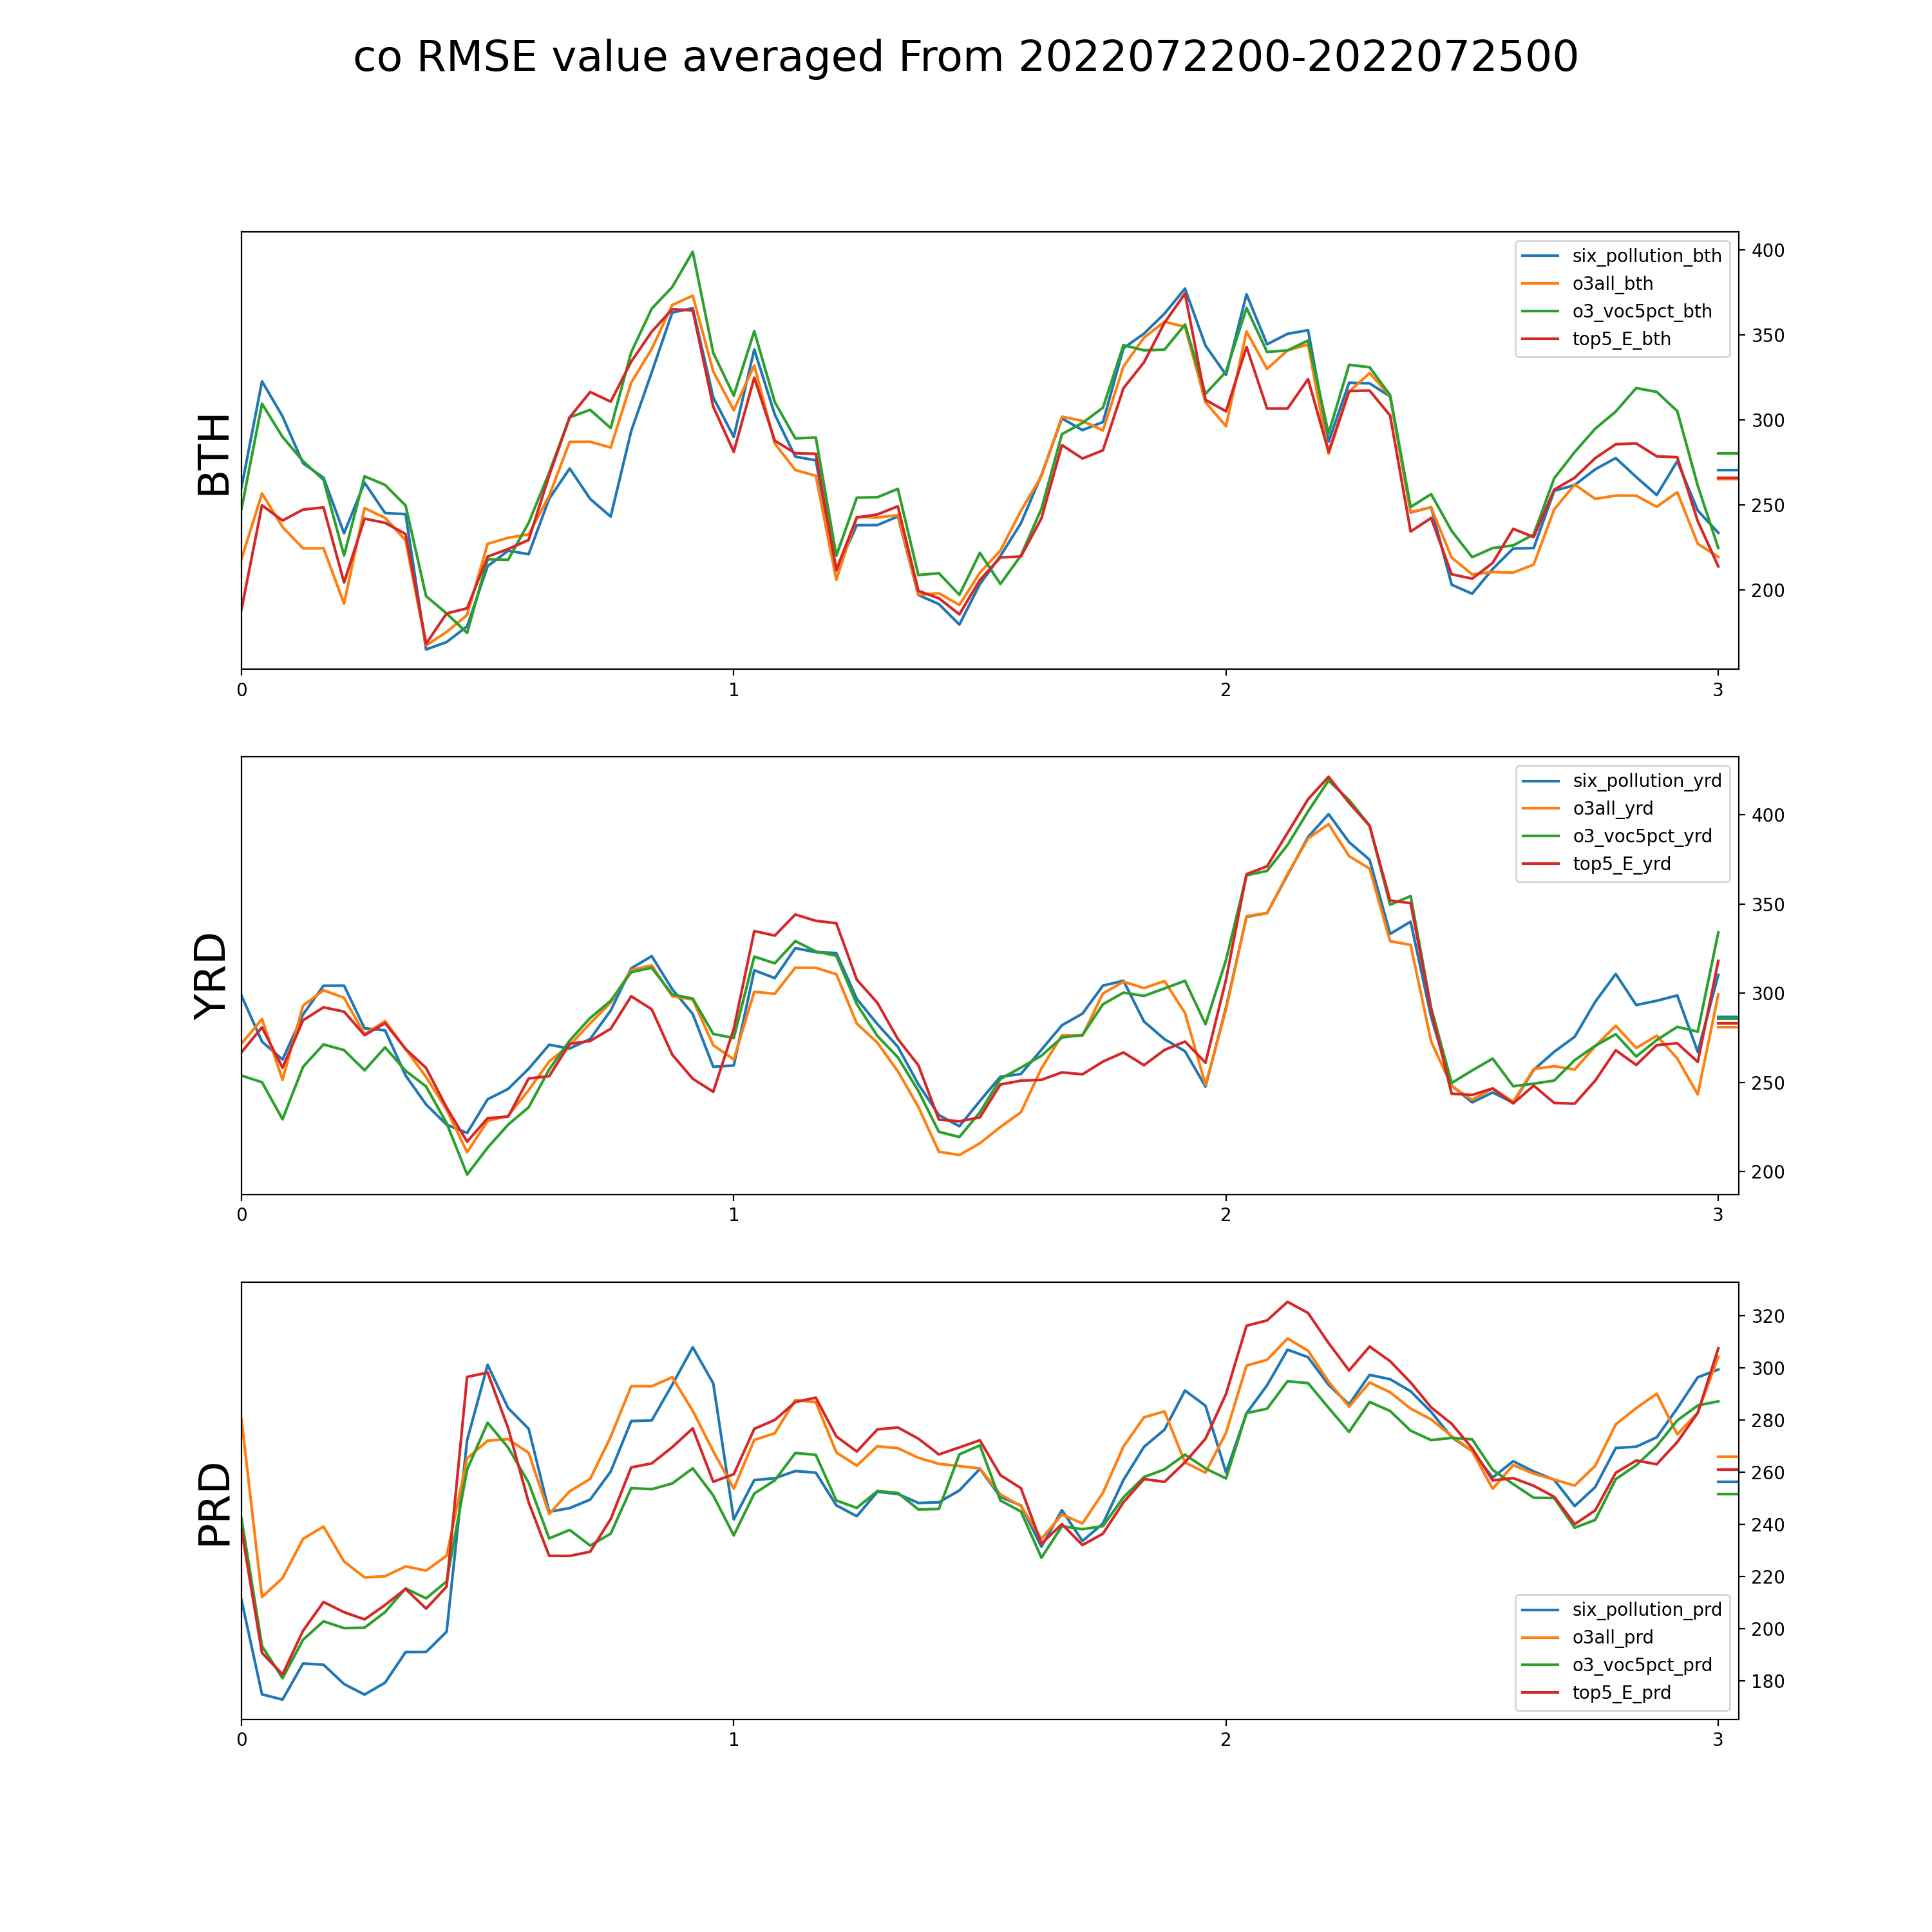 co RMSE value averaged From 2022072200-2022072500
six_pollution_bth
o3all_bth
o3_voc5pct_bth
top5_E_bth
400
350
300
250
200
BTH
0 1 2 3
six_pollution_yrd
o3all_yrd
o3_voc5pct_yrd
top5_E_yrd
400
350
300
250
200
YRD
0 1 2 3
320
300
280
260
240
220
200
180
PRD
six_pollution_prd
o3all_prd
o3_voc5pct_prd
top5_E_prd
0 1 2 3